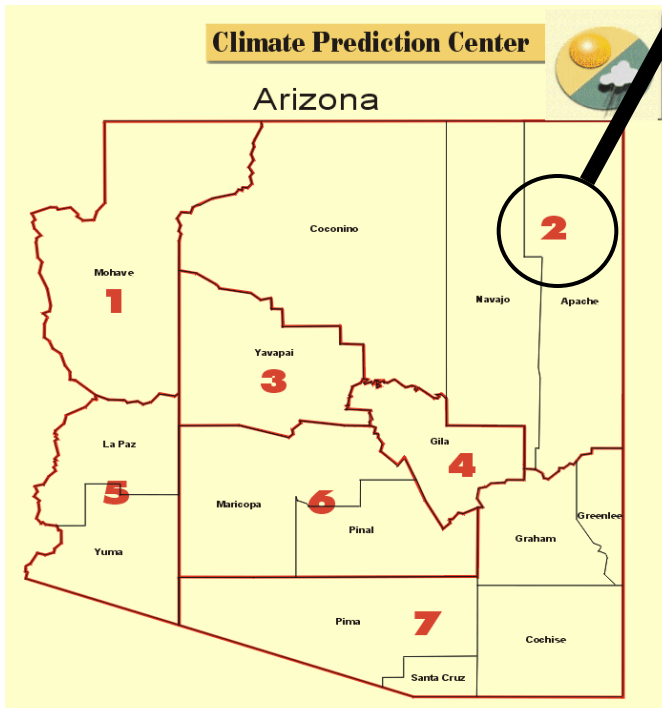 Climate Prediction Center
Arizona
Coconino
2
Mohave
1
Navajo
Apache
Yavapai
3
La Paz
Gila
4
5
Maricopa
6
Pinal
Greenlee
Graham
Yuma
Pima
7
Cochise
Santa Cruz